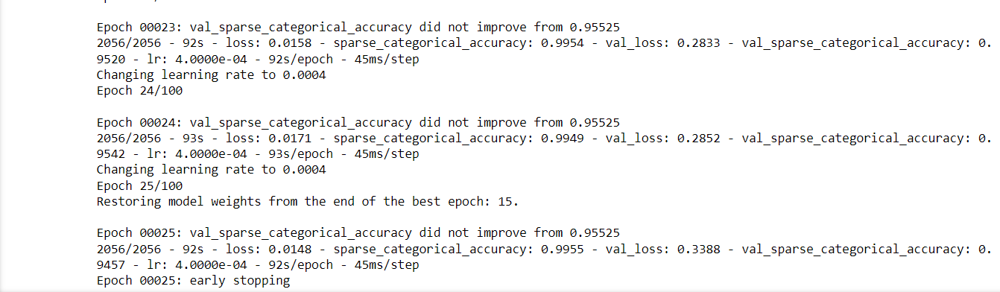 Epoch 00023: val_sparse_categorical_accuracy did not improve from 0.95525
2056/2056 - 92s - loss: 0.0158 - sparse_categorical_accuracy: 0.9954 - val_loss: 0.2833 - val_sparse_categorical_accuracy: 0.
9520 - lr: 4.0000e-04 - 92s/epoch - 45ms/step
Changing learning rate to 0.0004
Epoch 24/100
Epoch 00024: val_sparse_categorical_accuracy did not improve from 0.95525
2056/2056 - 93s - loss: 0.0171 - sparse_categorical_accuracy: 0.9949 - val_loss: 0.2852 - val_sparse_categorical_accuracy: 0.
9542 - lr: 4.0000e-04 - 93s/epoch - 45ms/step
Changing learning rate to 0.0004
Epoch 25/100
Restoring model weights from the end of the best epoch: 15.
Epoch 00025: val_sparse_categorical_accuracy did not improve from 0.95525
2056/2056 - 92s - loss: 0.0148 - sparse_categorical_accuracy: 0.9955 - val_loss: 0.3388 - val_sparse_categorical_accuracy: 0.
9457 - lr: 4.0000e-04 - 92s/epoch - 45ms/step
Epoch 00025: early stopping